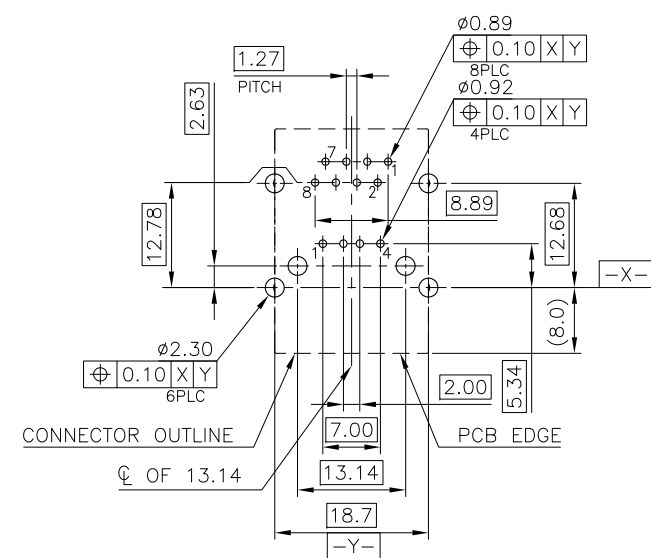 ø0.89
⌖ 0.10 X Y
8PLC
1.27
PITCH
ø0.92
⌖ 0.10 X Y
4PLC
2.63
7
1
8
2
8.89
12.78
12.68
1
4
-X-
(8.0)
5.34
ø2.30
⌖ 0.10 X Y
6PLC
2.00
CONNECTOR OUTLINE
7.00
PCB EDGE
℄ OF 13.14
13.14
18.7
-Y-